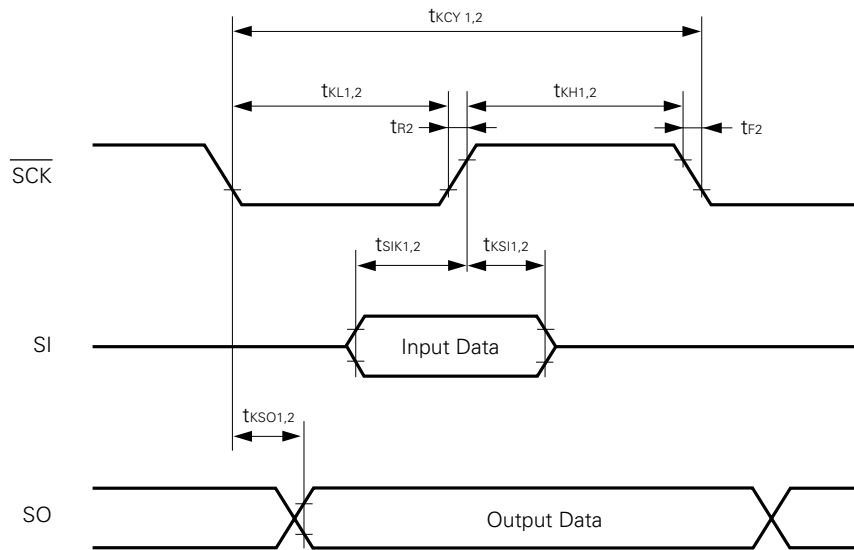 tKCY 1,2
tKL1,2
tKH1,2
tR2
tF2
SCK
tSIK1,2
tKSI1,2
SI
Input Data
tKSO1,2
SO
Output Data